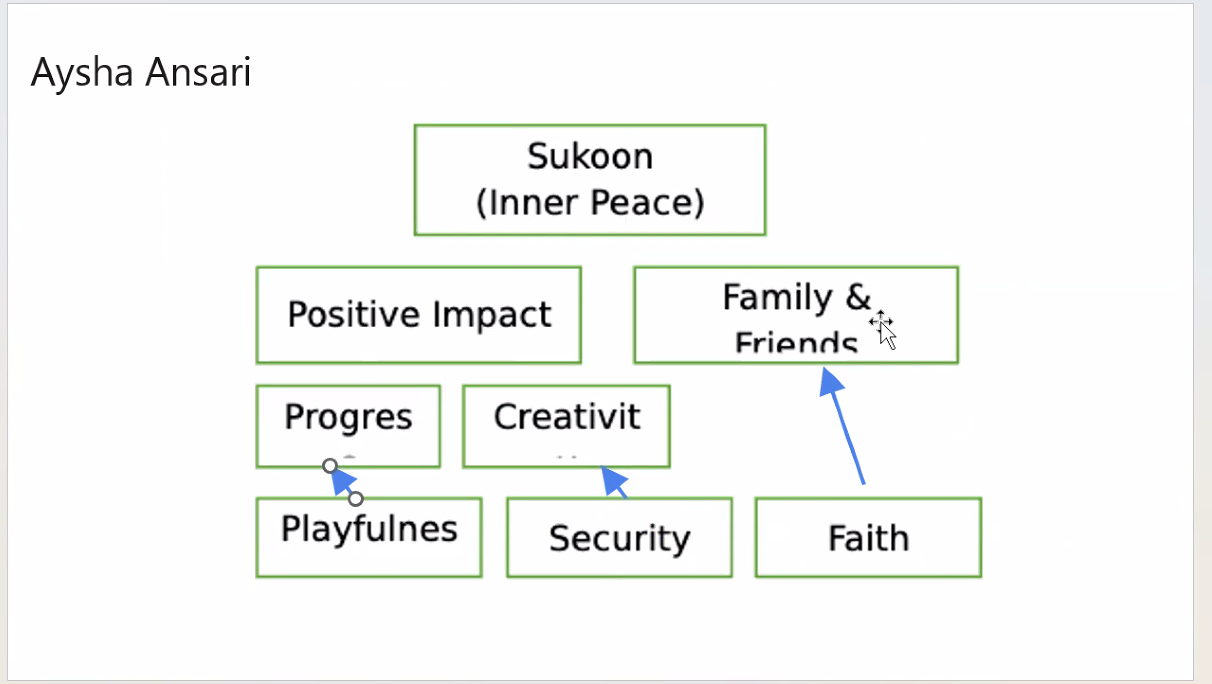 Aysha Ansari
Sukoon
(Inner Peace)
Positive Impact
Family &
Friends
Progres
Creativit
Playfulnes
Security
Faith